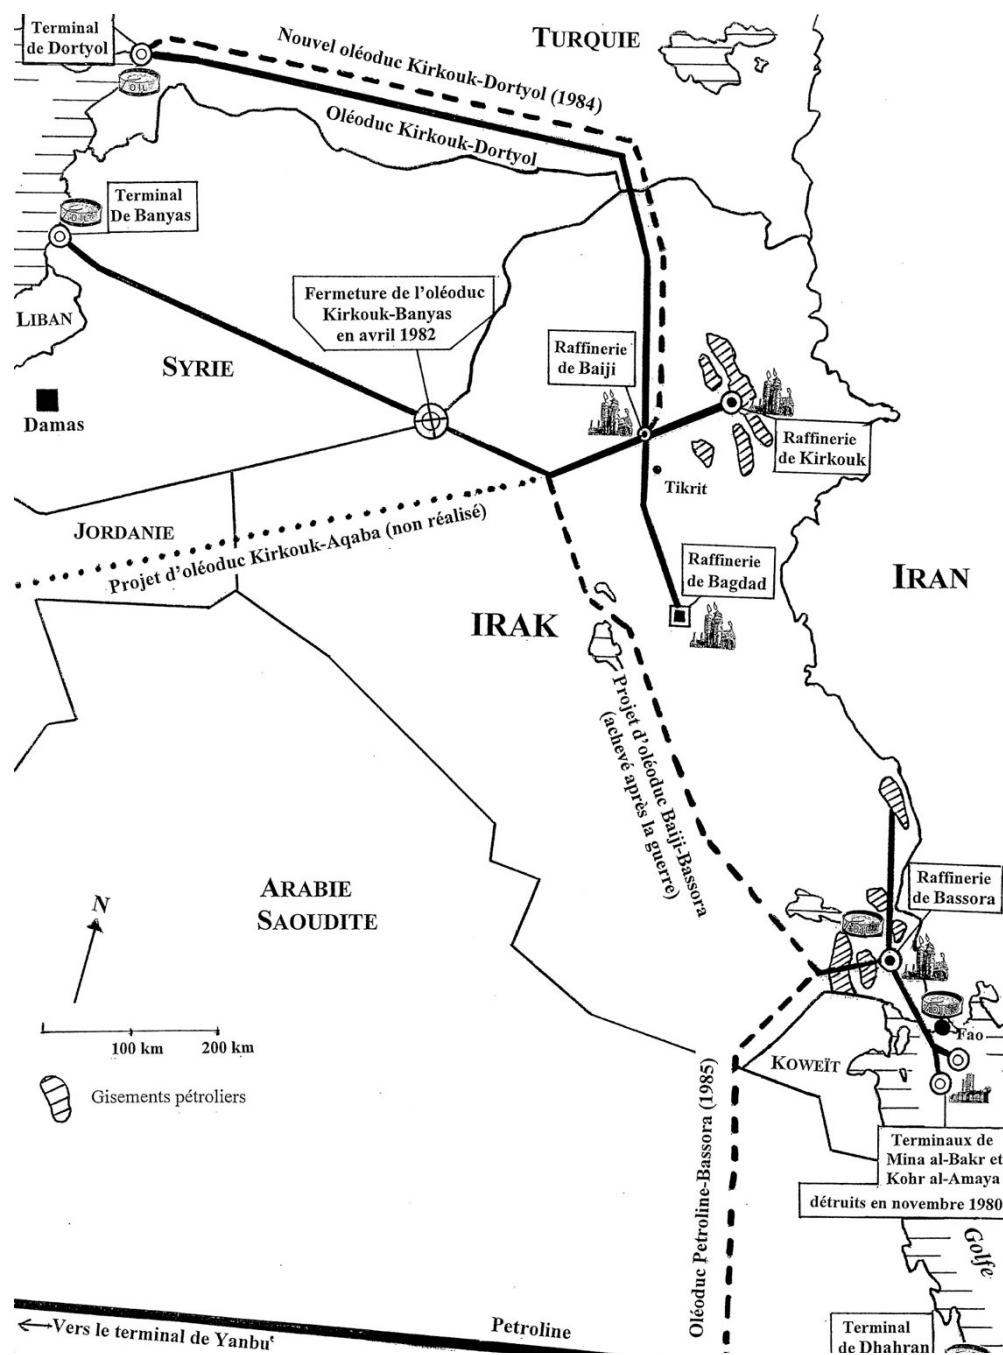 Terminal
de Dortyol
OIL
Nouvel oléoduc Kirkouk-Dortyol (1984)
Oléoduc Kirkouk-Dortyol
TURQUIE
Terminal
De Banyas
OIL
LIBAN
SYRIE
Damas
Fermeture de l'oléoduc
Kirkouk-Banyas
en avril 1982
Raffinerie
de Baiji
Raffinerie
de Kirkouk
Tikrit
JORDANIE
Projet d'oléoduc Kirkouk-Aqaba (non réalisé)
Raffinerie
de Bagdad
IRAN
IRAK
Projet d'oléoduc Baiji-Bassora
(achevé après la guerre)
ARABIE
SAOUDITE
N
100 km
200 km
Gisements pétroliers
Raffinerie
de Bassora
OIL
OIL
Fao
KOWEÏT
Oléoduc Petroline-Bassora (1985)
Terminaux de
Mina al-Bakr et
Kohr al-Amaya
détruits en novembre 1980
Golfe
Vers le terminal de Yanbuʿ
Petroline
Terminal
de Dhahran